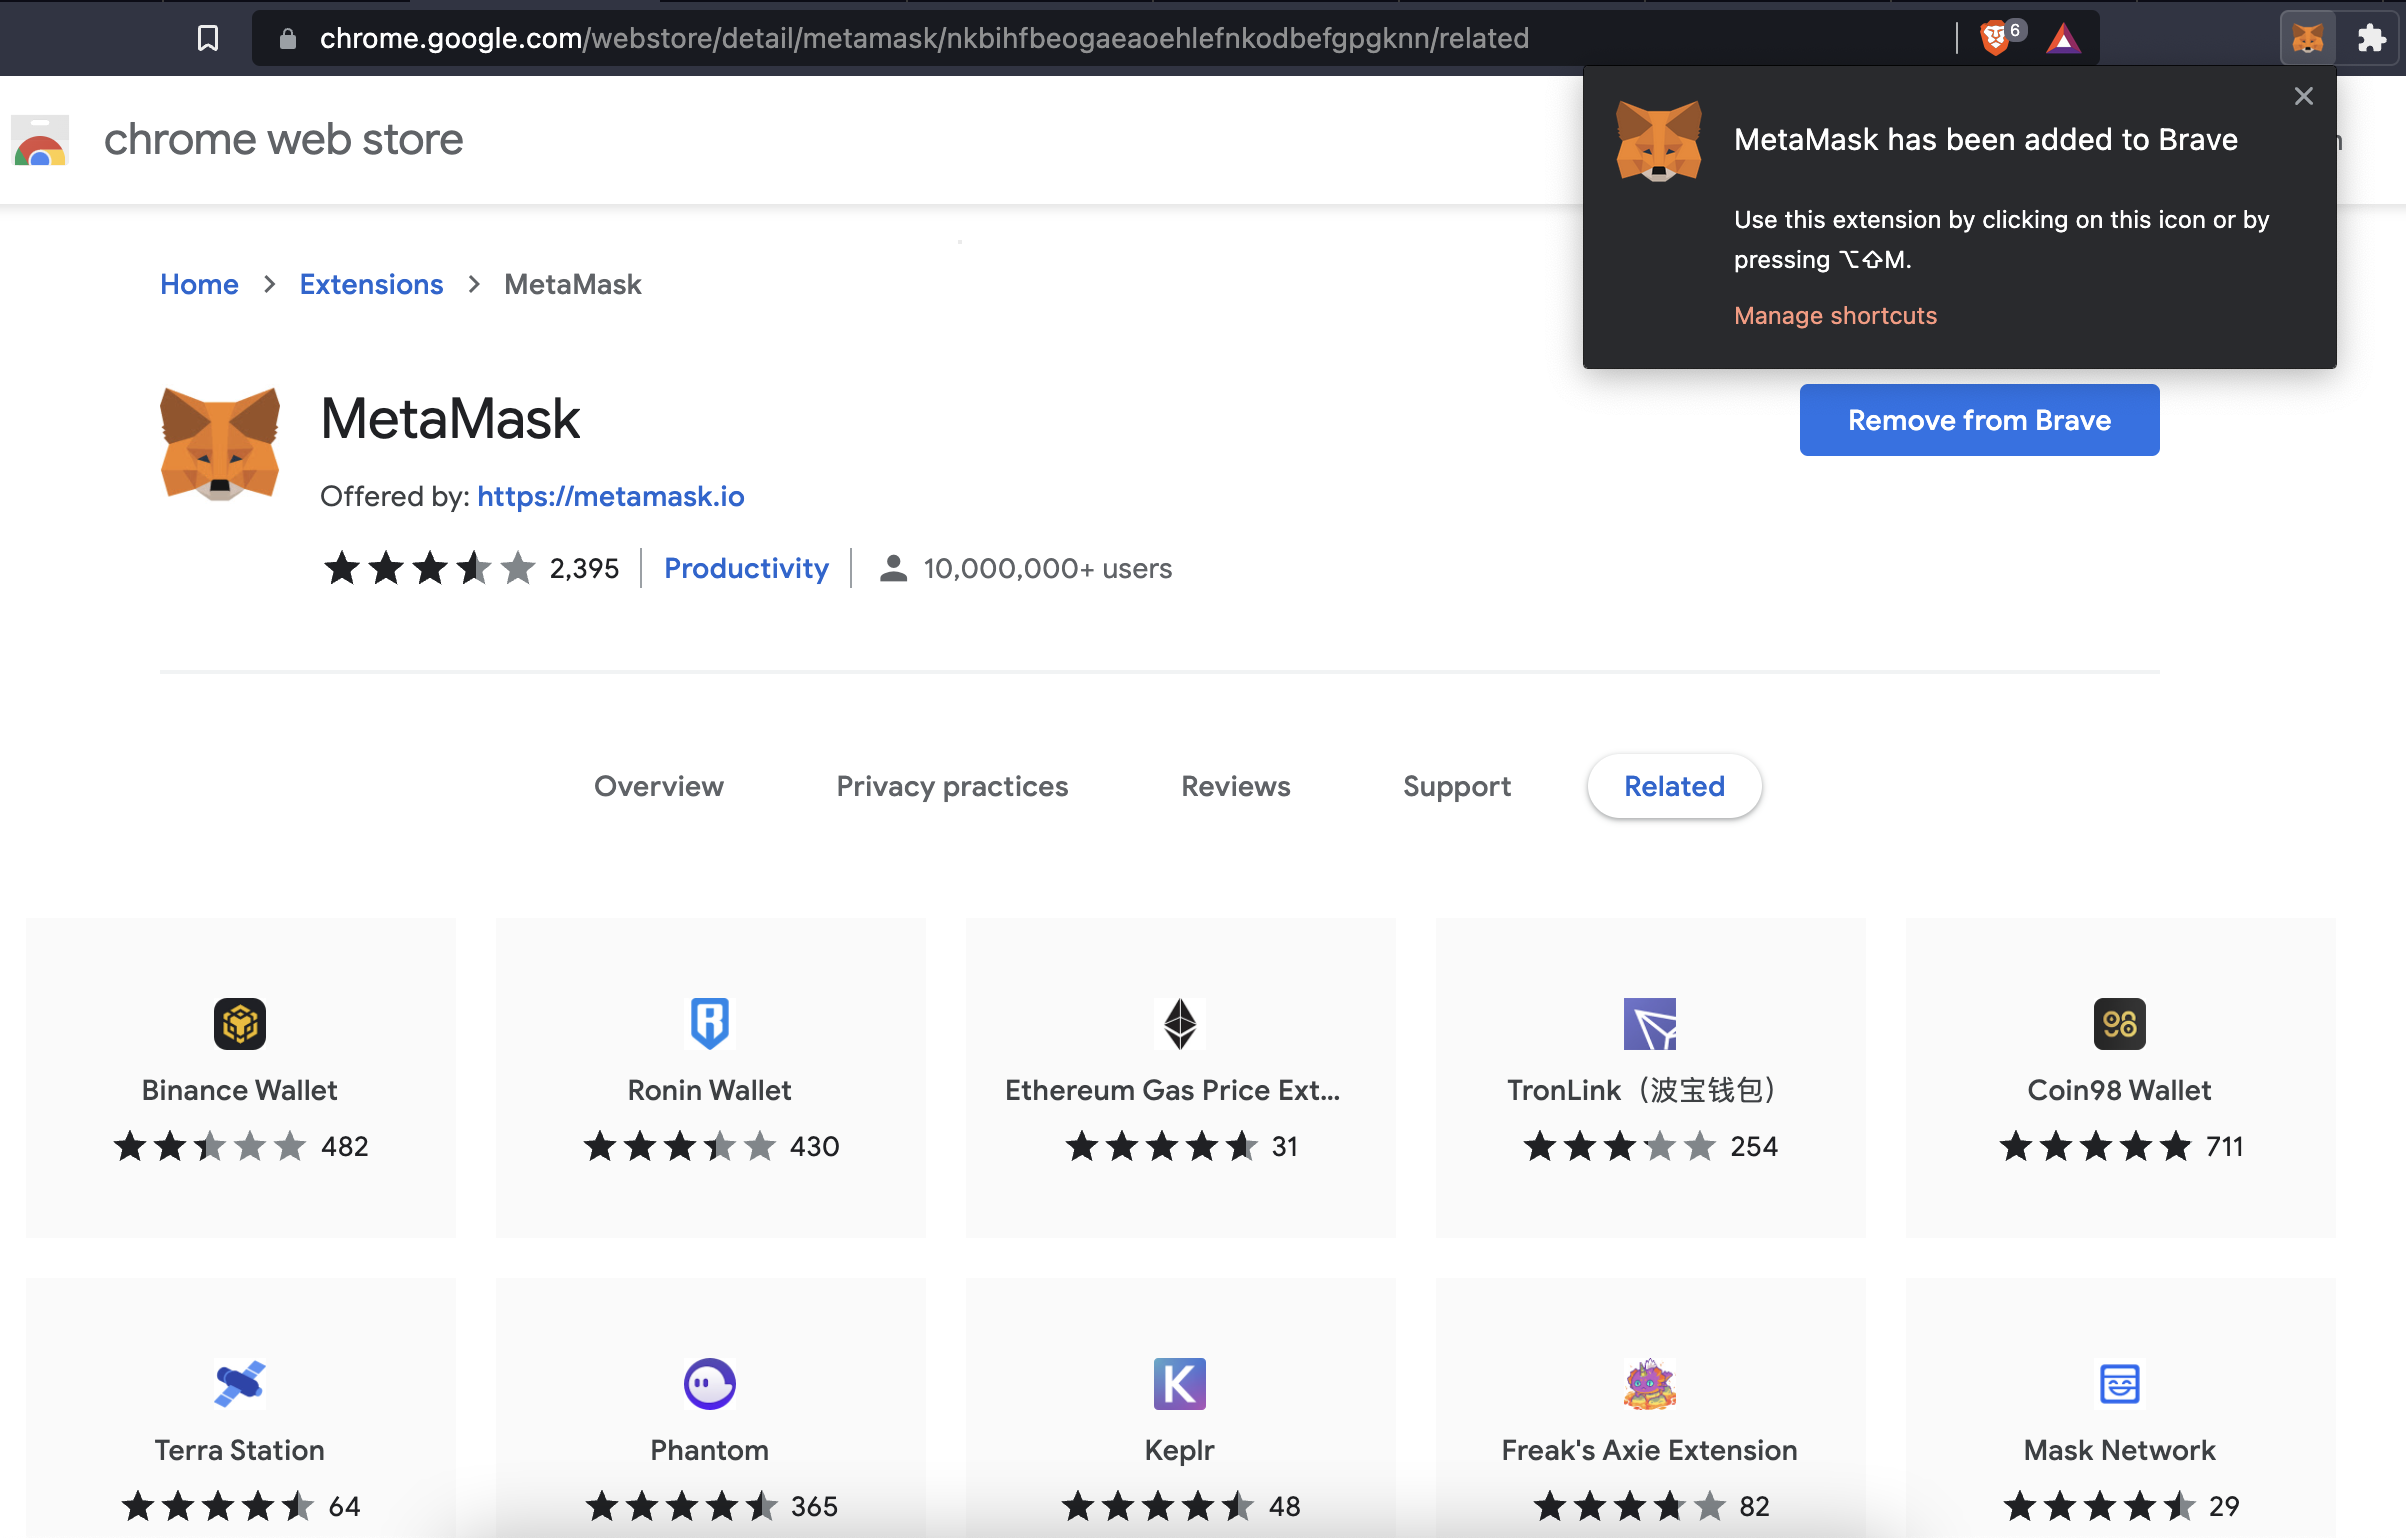 chrome.google.com/webstore/detail/metamask/nkbihfbeogaeaoehlefnkodbefgpgknn/related
6
chrome web store
MetaMask has been added to Brave
Use this extension by clicking on this icon or by
pressing ⌥⇧M.
Manage shortcuts
Home > Extensions > MetaMask
MetaMask
Remove from Brave
Offered by: https://metamask.io
2,395 | Productivity | 10,000,000+ users
Overview Privacy practices Reviews Support Related
Binance Wallet
482
Ronin Wallet
430
Ethereum Gas Price Ext...
31
TronLink（波宝钱包）
254
98
Coin98 Wallet
711
Terra Station
64
Phantom
365
K
Keplr
48
Freak's Axie Extension
82
Mask Network
29